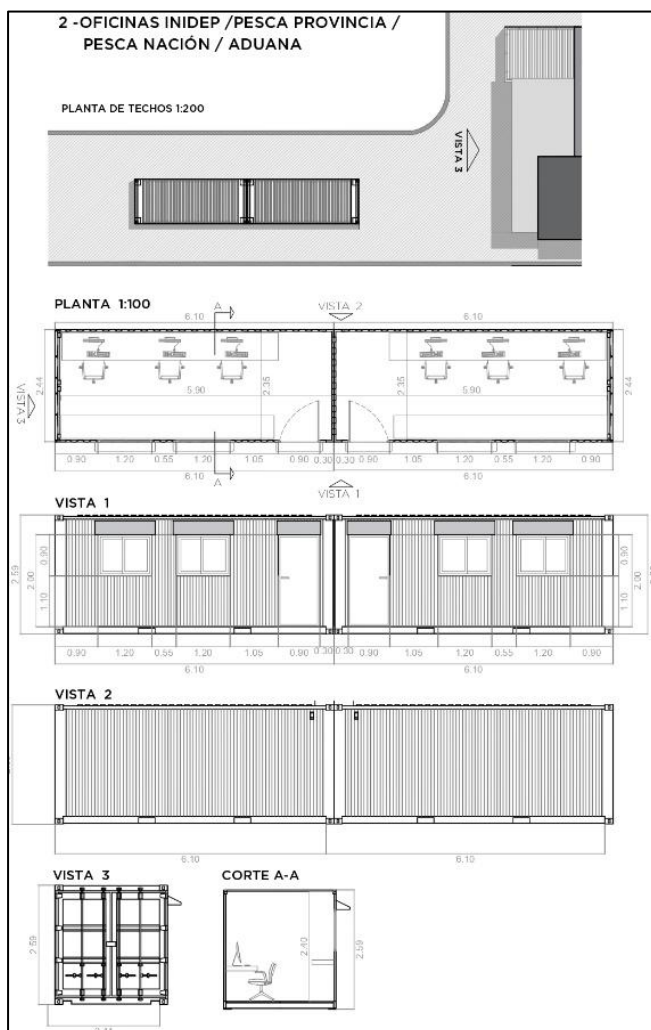 2 -OFICINAS INIDEP /PESCA PROVINCIA /
PESCA NACIÓN / ADUANA
PLANTA DE TECHOS 1:200
VISTA 3
PLANTA 1:100
A
VISTA 2
6.10
6.10
2.44
5.90
2.35
2.35
5.90
2.44
VISTA 3
0.90 1.20 0.55 1.20 1.05 0.90 0.30 0.30 0.90 1.05 1.20 0.55 1.20 0.90
6.10
A
VISTA 1
6.10
VISTA 1
2.59
2.00
0.90
1.10
0.90
1.10
2.00
0.90 1.20 0.55 1.20 1.05 0.90 0.30 0.30 0.90 1.05 1.20 0.55 1.20 0.90
6.10
6.10
VISTA 2
6.10
6.10
VISTA 3
CORTE A-A
2.59
2.40
2.59